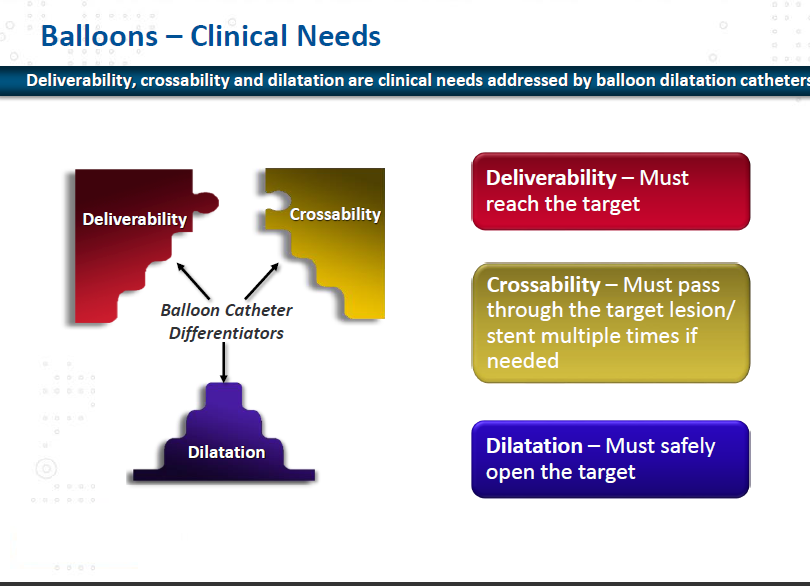 Balloons – Clinical Needs
Deliverability, crossability and dilatation are clinical needs addressed by balloon dilatation catheters
Deliverability
Crossability
Balloon Catheter
Differentiators
Dilatation
Deliverability – Must
reach the target
Crossability – Must pass
through the target lesion/
stent multiple times if
needed
Dilatation – Must safely
open the target